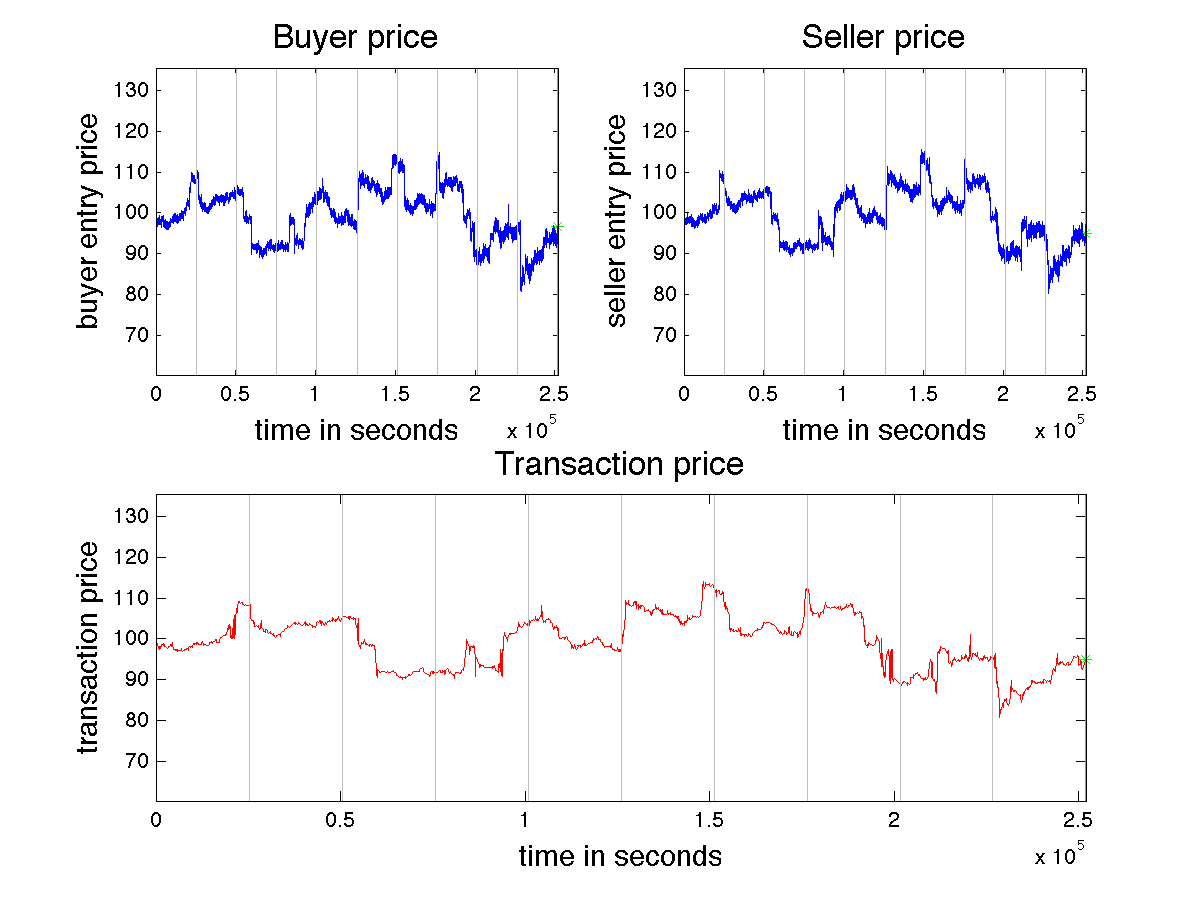 Buyer price
Seller price
buyer entry price
130
120
110
100
90
80
70
0 0.5 1 1.5 2 2.5
time in seconds
x 10^5
seller entry price
130
120
110
100
90
80
70
0 0.5 1 1.5 2 2.5
time in seconds
x 10^5
Transaction price
transaction price
130
120
110
100
90
80
70
0 0.5 1 1.5 2 2.5
time in seconds
x 10^5